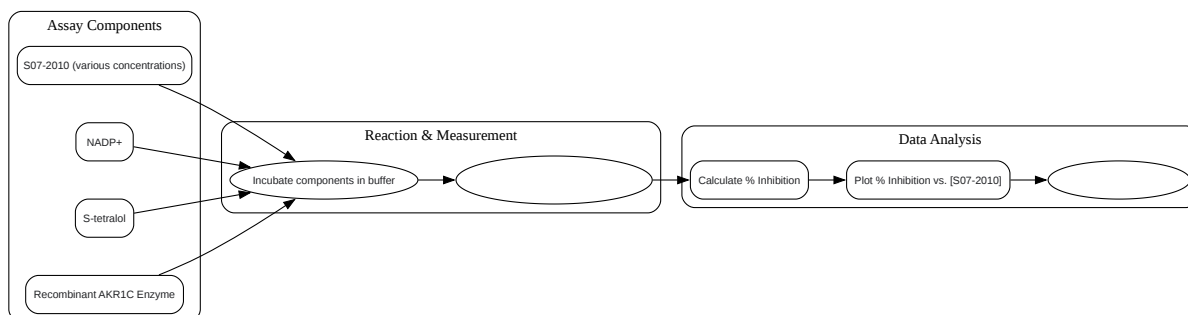 Assay Components
S07-2010 (various concentrations)
NADP+
S-tetralol
Recombinant AKR1C Enzyme
Reaction & Measurement
Incubate components in buffer
Data Analysis
Calculate % Inhibition
Plot % Inhibition vs. [S07-2010]